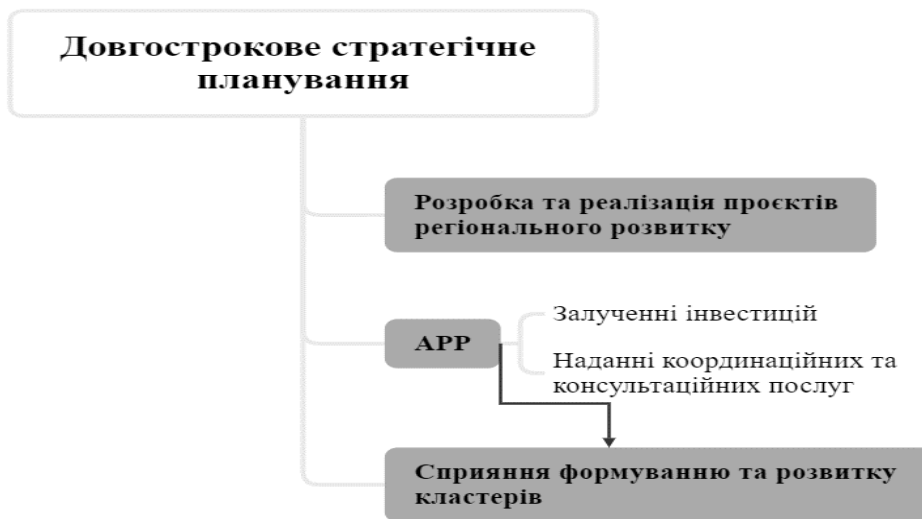 Довгострокове стратегічне
планування
Розробка та реалізація проєктів
регіонального розвитку
АРР
Залученні інвестицій
Наданні координаційних та
консультаційних послуг
Сприяння формуванню та розвитку
кластерів